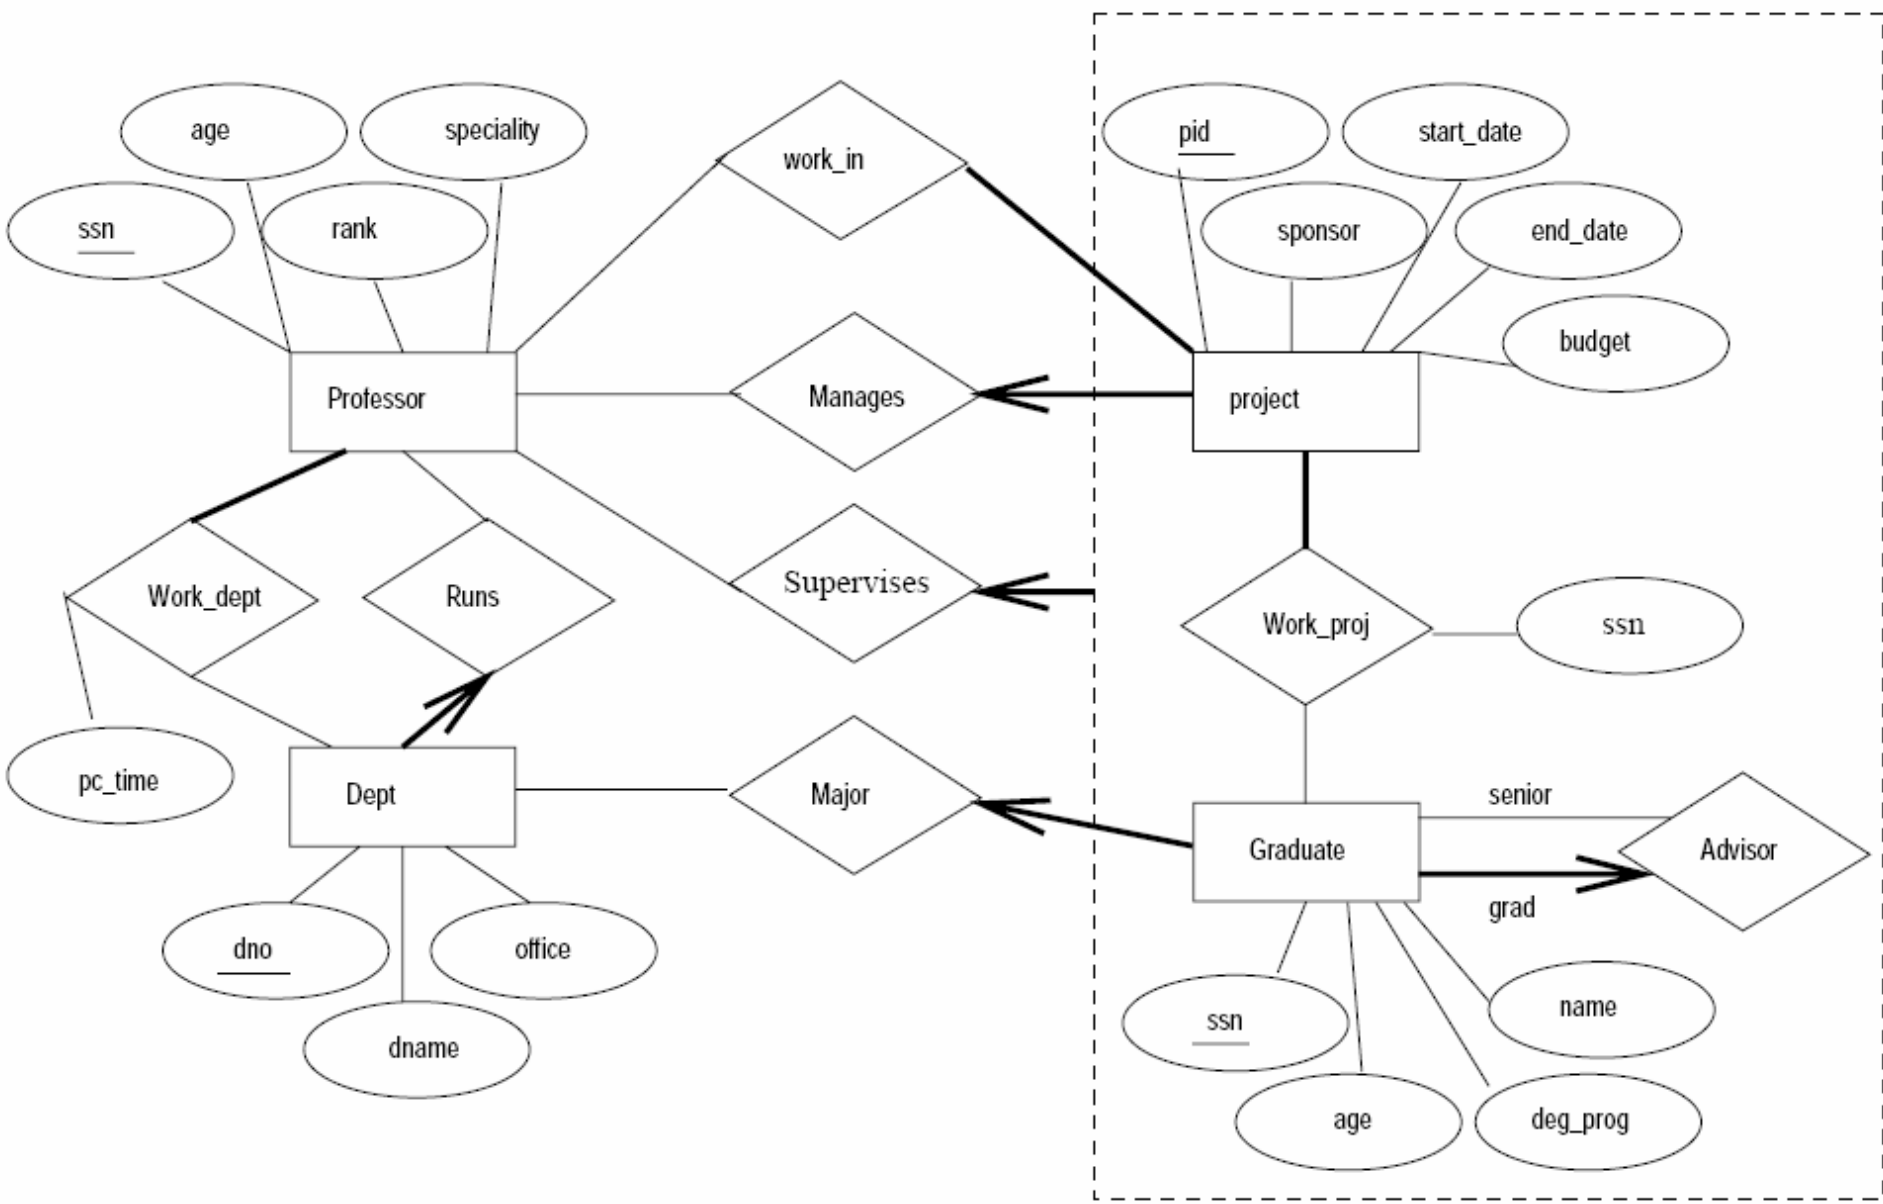 age
speciality
ssn
rank
work_in
pid
start_date
sponsor
end_date
budget
Professor
Manages
project
Work_dept
Runs
Supervises
Work_proj
ssn
pc_time
Dept
Major
senior
Graduate
Advisor
grad
dno
office
dname
ssn
name
age
deg_prog